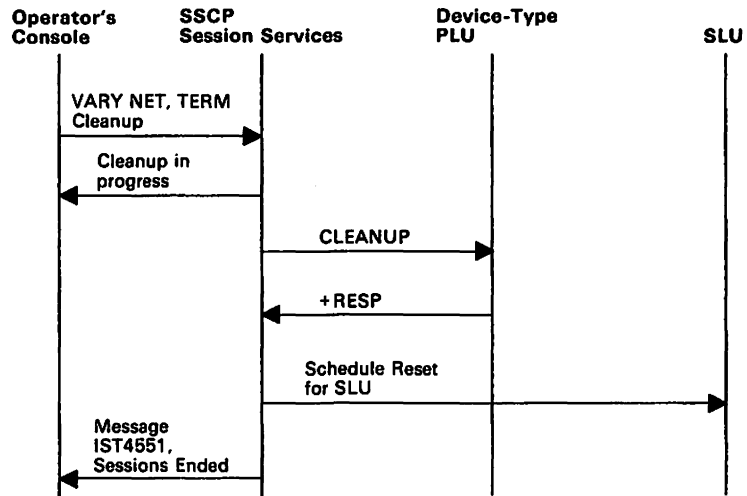 Operator's
Console
SSCP
Session Services
Device-Type
PLU
SLU
VARY NET, TERM
Cleanup
Cleanup in
progress
CLEANUP
+RESP
Schedule Reset
for SLU
Message
IST4551,
Sessions Ended